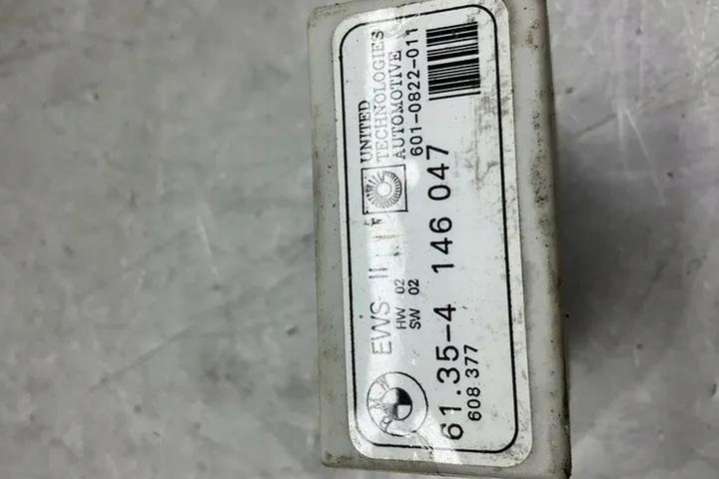 EWS II
HW 02
SW 02
UNITED
TECHNOLOGIES
AUTOMOTIVE
601-0822-011
61.35-4 146 047
608 377